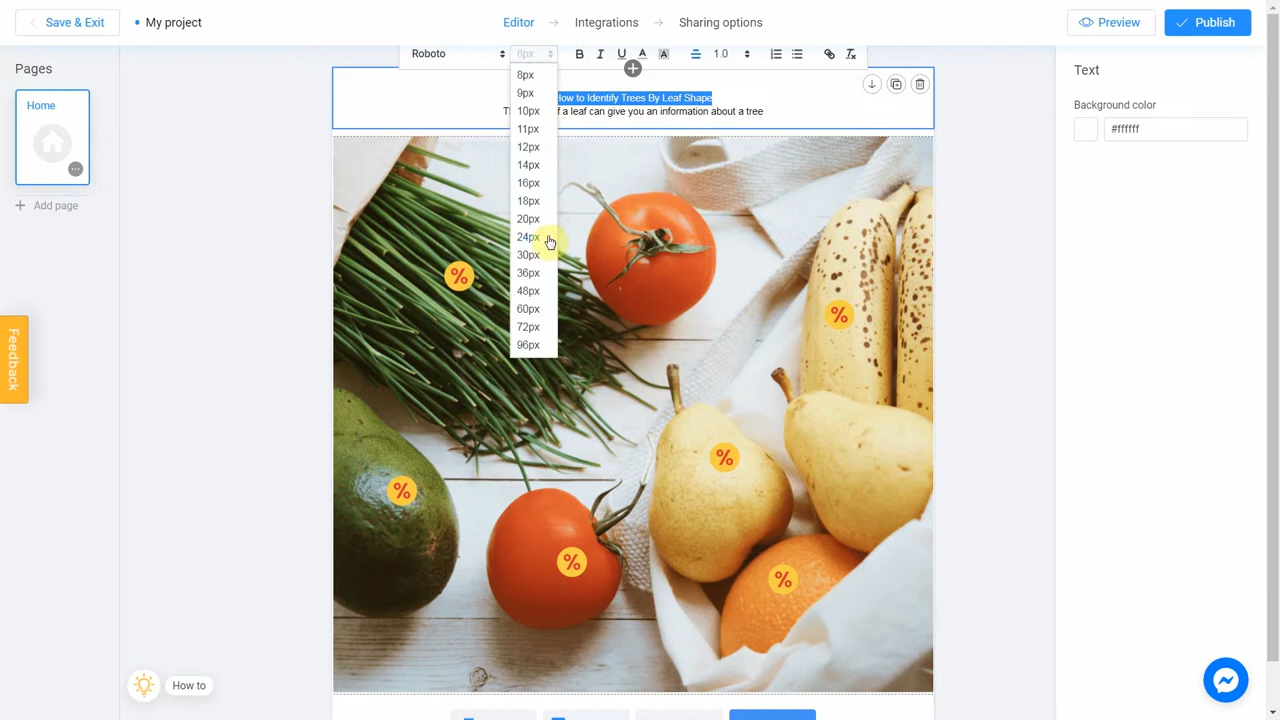 Save & Exit
My project
Editor
Integrations
Sharing options
Preview
Publish
Roboto
8px
B I U A A
1.0
Pages
Home
Add page
8px
9px
10px
11px
12px
14px
16px
18px
20px
24px
30px
36px
48px
60px
72px
96px
How to Identify Trees By Leaf Shape
f a leaf can give you an information about a tree
Text
Background color
#ffffff
%
%
%
%
%
%
Feedback
How to